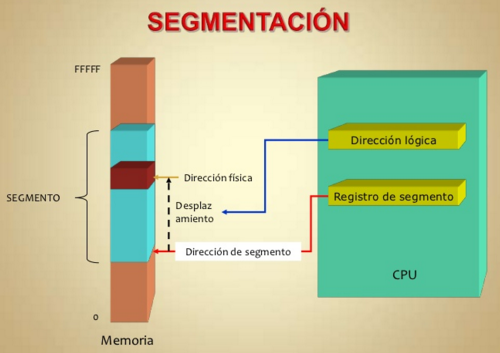 SEGMENTACIÓN
FFFFF
Dirección lógica
Dirección física
SEGMENTO
Desplaz
amiento
Registro de segmento
Dirección de segmento
CPU
0
Memoria